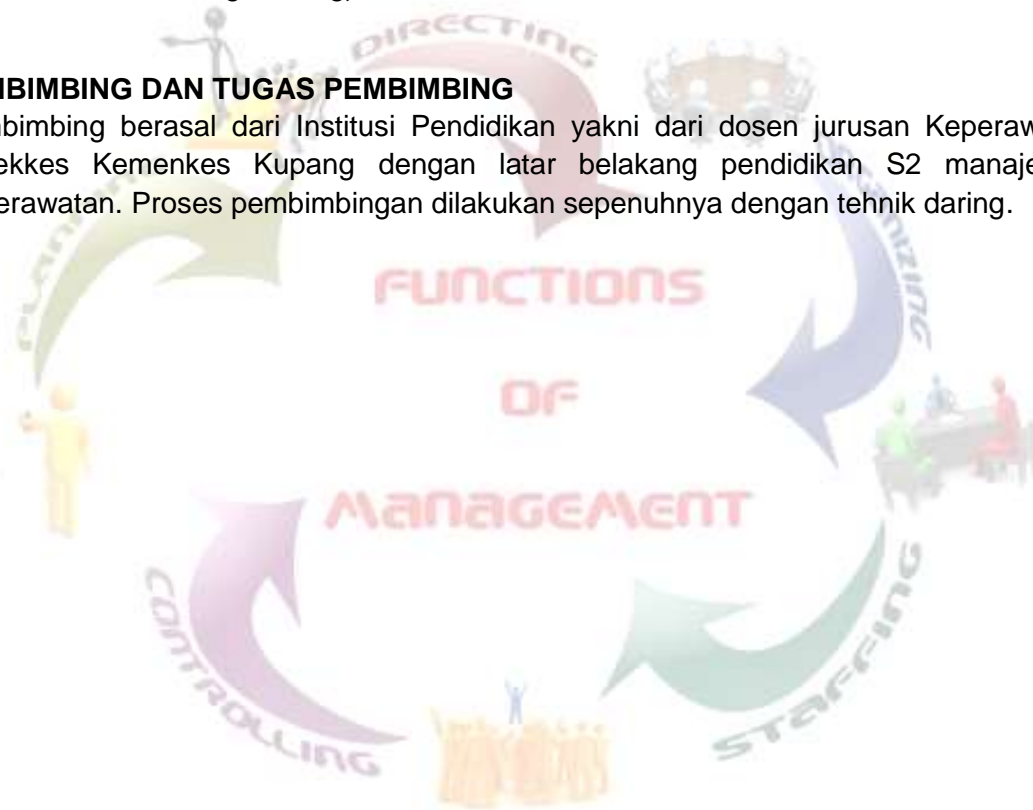 MBIMBING DAN TUGAS PEMBIMBING
mbimbing berasal dari Institusi Pendidikan yakni dari dosen jurusan Keperaw
ekkes Kemenkes Kupang dengan latar belakang pendidikan S2 manaje
erawatan. Proses pembimbingan dilakukan sepenuhnya dengan tehnik daring.
DIRECTING
FUNCTIONS
OF
MANAGEMENT
CONTROLLING
STAFFING